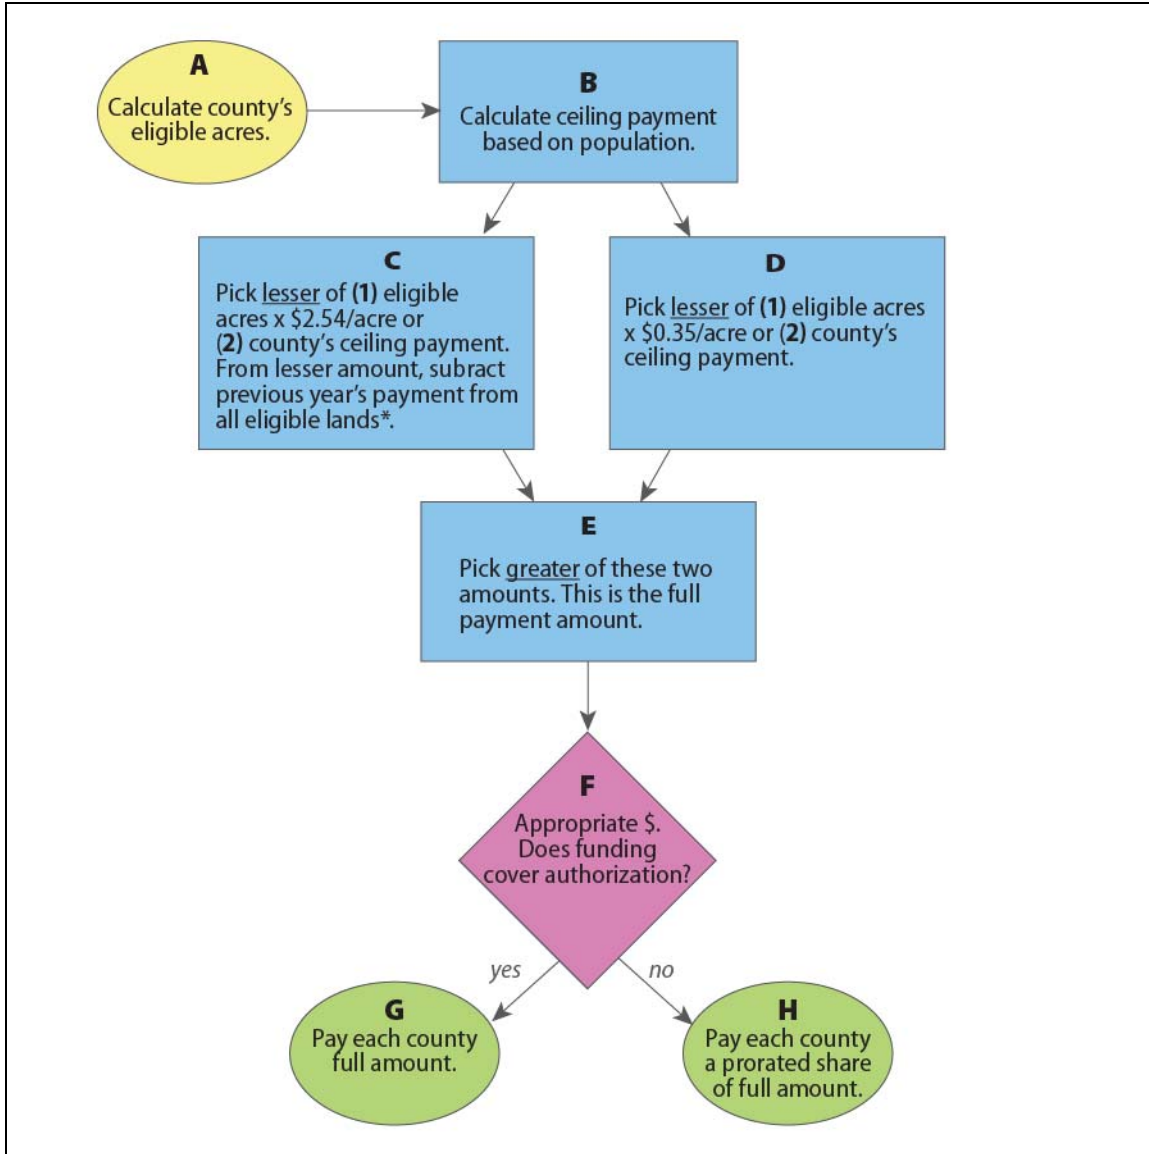 A
Calculate county's
eligible acres.
B
Calculate ceiling payment
based on population.
C
Pick lesser of (1) eligible
acres x $2.54/acre or
(2) county's ceiling payment.
From lesser amount, subract
previous year's payment from
all eligible lands*.
D
Pick lesser of (1) eligible acres
x $0.35/acre or (2) county's
ceiling payment.
E
Pick greater of these two
amounts. This is the full
payment amount.
F
Appropriate $.
Does funding
cover authorization?
yes
no
G
Pay each county
full amount.
H
Pay each county
a prorated share
of full amount.